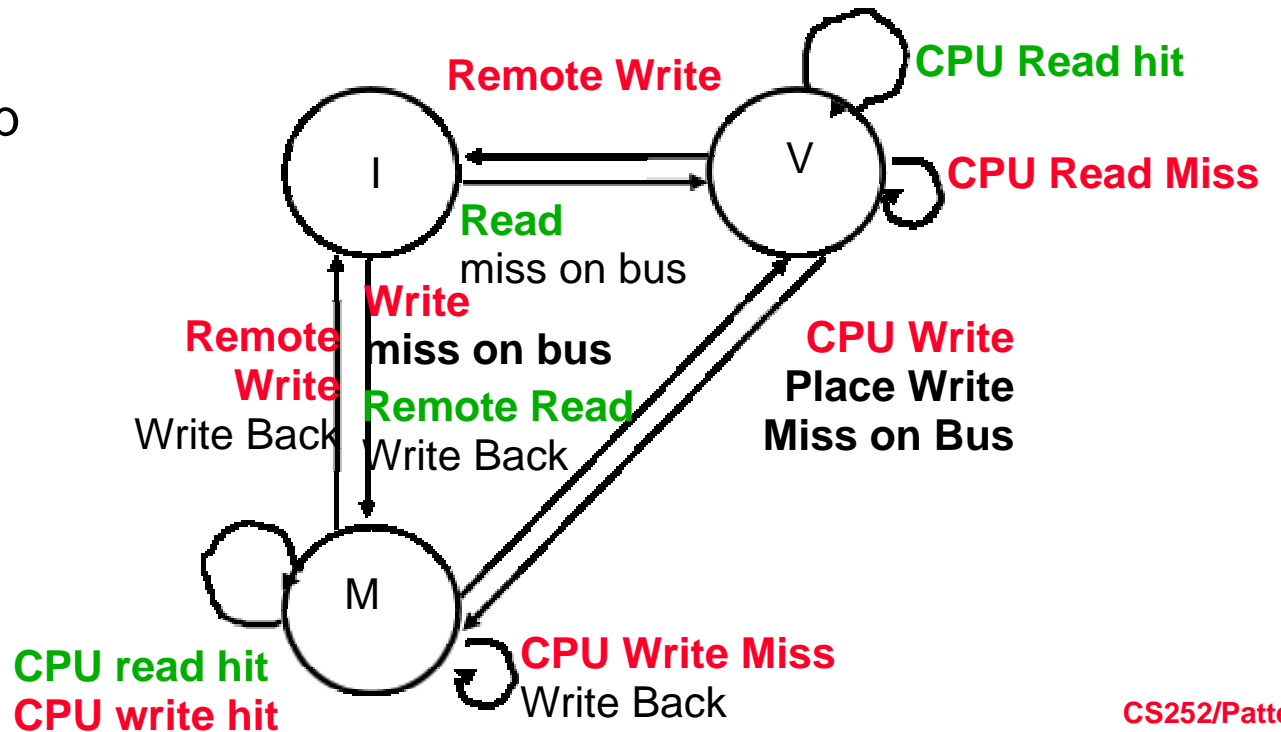 Remote Write
CPU Read hit
I
V
CPU Read Miss
Read
miss on bus
Write
miss on bus
Remote
Write
Write Back
Remote Read
Write Back
CPU Write
Place Write
Miss on Bus
M
CPU Write Miss
Write Back
CPU read hit
CPU write hit